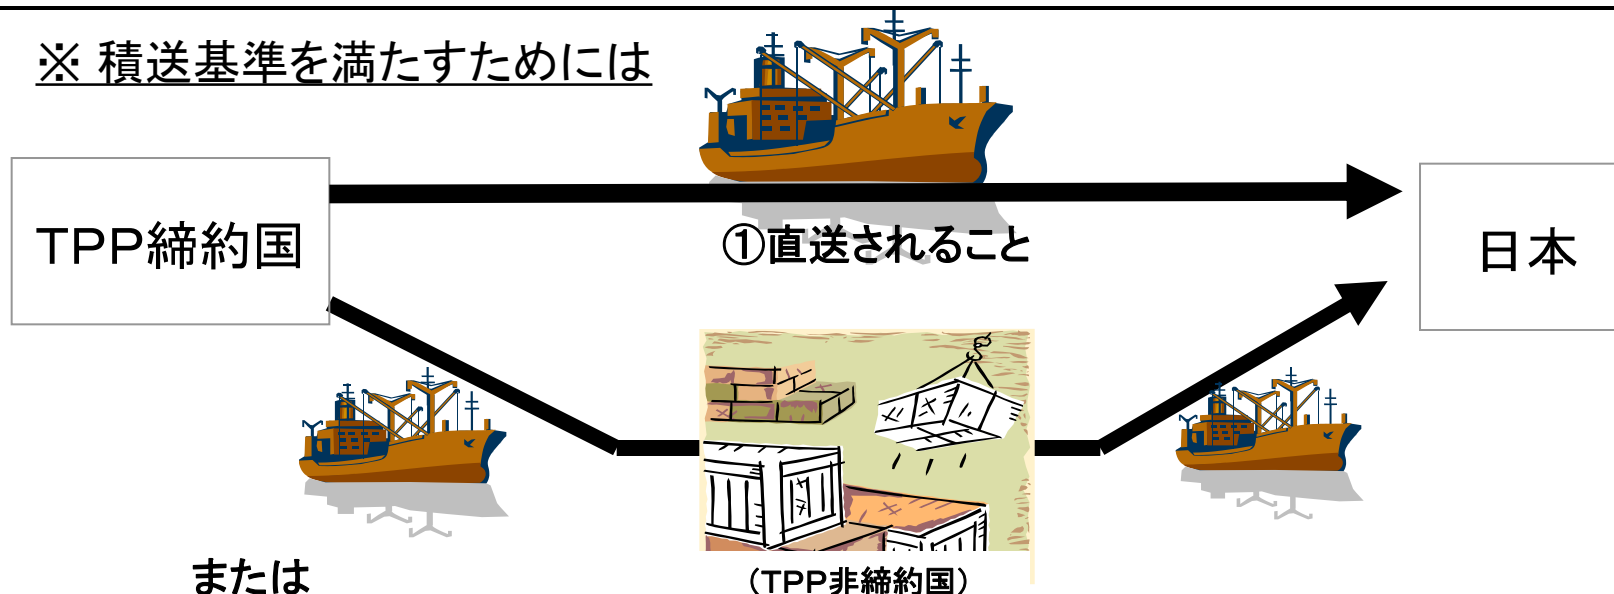 ※ 積送基準を満たすためには
TPP締約国
①直送されること
日本
または
（TPP非締約国）